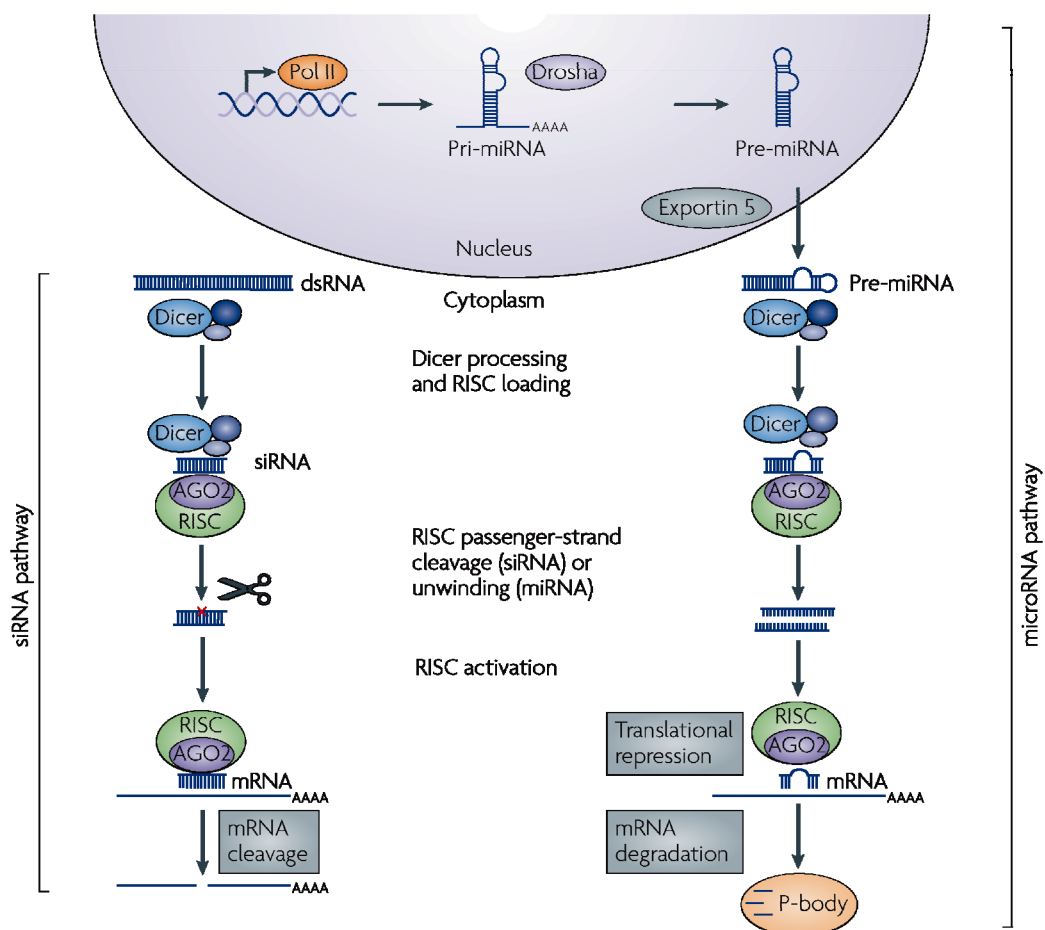 Pol II
Drosha
AAAA
Pri-miRNA
Pre-miRNA
Exportin 5
Nucleus
dsRNA
Cytoplasm
Pre-miRNA
Dicer
Dicer
Dicer processing
and RISC loading
Dicer
Dicer
siRNA
AGO2
RISC
AGO2
RISC
RISC passenger-strand
cleavage (siRNA) or
unwinding (miRNA)
siRNA pathway
microRNA pathway
RISC activation
RISC
AGO2
mRNA
AAAA
Translational
repression
RISC
AGO2
mRNA
AAAA
mRNA
cleavage
AAAA
mRNA
degradation
P-body